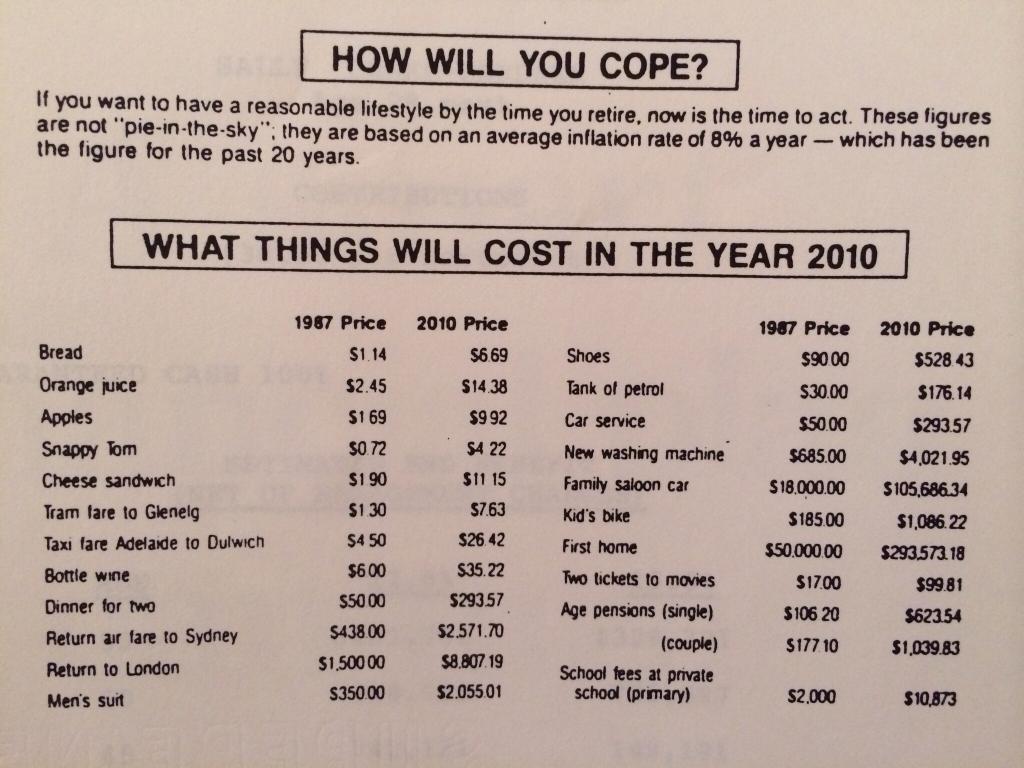 HOW WILL YOU COPE?
If you want to have a reasonable lifestyle by the time you retire, now is the time to act. These figures
are not "pie-in-the-sky"; they are based on an average inflation rate of 8% a year — which has been
the figure for the past 20 years.
WHAT THINGS WILL COST IN THE YEAR 2010
1987 Price 2010 Price
Bread $1.14 $6.69
Orange juice $2.45 $14.38
Apples $1.69 $9.92
Snappy Tom $0.72 $4.22
Cheese sandwich $1.90 $11.15
Tram fare to Glenelg $1.30 $7.63
Taxi fare Adelaide to Dulwich $4.50 $26.42
Bottle wine $6.00 $35.22
Dinner for two $50.00 $293.57
Return air fare to Sydney $438.00 $2,571.70
Return to London $1,500.00 $8,807.19
Men's suit $350.00 $2,055.01
1987 Price 2010 Price
Shoes $90.00 $528.43
Tank of petrol $30.00 $176.14
Car service $50.00 $293.57
New washing machine $685.00 $4,021.95
Family saloon car $18,000.00 $105,686.34
Kid's bike $185.00 $1,086.22
First home $50,000.00 $293,573.18
Two tickets to movies $17.00 $99.81
Age pensions (single) $106.20 $623.54
(couple) $177.10 $1,039.83
School fees at private
school (primary) $2,000 $10,873